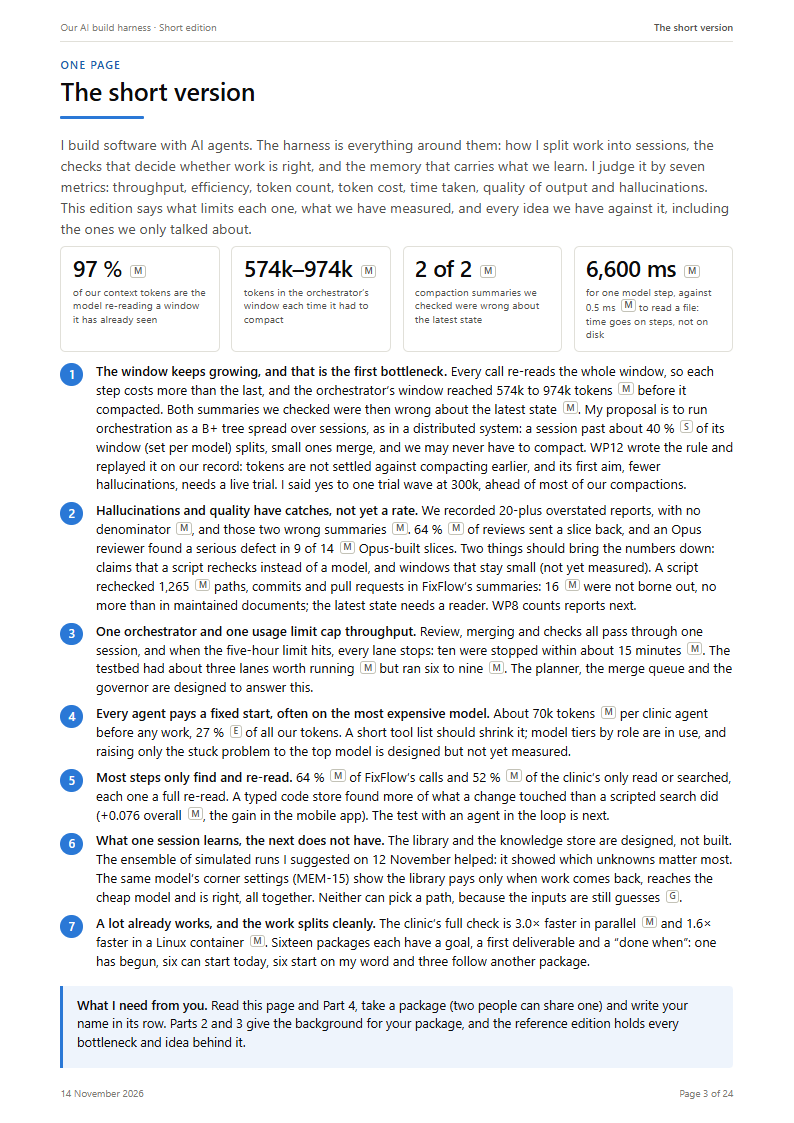 Our AI build harness · Short edition
The short version
ONE PAGE
The short version
I build software with AI agents. The harness is everything around them: how I split work into sessions, the
checks that decide whether work is right, and the memory that carries what we learn. I judge it by seven
metrics: throughput, efficiency, token count, token cost, time taken, quality of output and hallucinations.
This edition says what limits each one, what we have measured, and every idea we have against it, including
the ones we only talked about.
97 % M
of our context tokens are the
model re-reading a window
it has already seen
574k–974k M
tokens in the orchestrator's
window each time it had to
compact
2 of 2 M
compaction summaries we
checked were wrong about
the latest state
6,600 ms M
for one model step, against
0.5 ms M to read a file:
time goes on steps, not on
disk
1
The window keeps growing, and that is the first bottleneck. Every call re-reads the whole window, so each
step costs more than the last, and the orchestrator's window reached 574k to 974k tokens M before it
compacted. Both summaries we checked were then wrong about the latest state M. My proposal is to run
orchestration as a B+ tree spread over sessions, as in a distributed system: a session past about 40 % S of its
window (set per model) splits, small ones merge, and we may never have to compact. WP12 wrote the rule and
replayed it on our record: tokens are not settled against compacting earlier, and its first aim, fewer
hallucinations, needs a live trial. I said yes to one trial wave at 300k, ahead of most of our compactions.
2
Hallucinations and quality have catches, not yet a rate. We recorded 20-plus overstated reports, with no
denominator M, and those two wrong summaries M. 64 % M of reviews sent a slice back, and an Opus
reviewer found a serious defect in 9 of 14 M Opus-built slices. Two things should bring the numbers down:
claims that a script rechecks instead of a model, and windows that stay small (not yet measured). A script
rechecked 1,265 M paths, commits and pull requests in FixFlow's summaries: 16 M were not borne out, no
more than in maintained documents; the latest state needs a reader. WP8 counts reports next.
3
One orchestrator and one usage limit cap throughput. Review, merging and checks all pass through one
session, and when the five-hour limit hits, every lane stops: ten were stopped within about 15 minutes M. The
testbed had about three lanes worth running M but ran six to nine M. The planner, the merge queue and the
governor are designed to answer this.
4
Every agent pays a fixed start, often on the most expensive model. About 70k tokens M per clinic agent
before any work, 27 % E of all our tokens. A short tool list should shrink it; model tiers by role are in use, and
raising only the stuck problem to the top model is designed but not yet measured.
5
Most steps only find and re-read. 64 % M of FixFlow's calls and 52 % M of the clinic's only read or searched,
each one a full re-read. A typed code store found more of what a change touched than a scripted search did
(+0.076 overall M, the gain in the mobile app). The test with an agent in the loop is next.
6
What one session learns, the next does not have. The library and the knowledge store are designed, not built.
The ensemble of simulated runs I suggested on 12 November helped: it showed which unknowns matter most.
The same model's corner settings (MEM-15) show the library pays only when work comes back, reaches the
cheap model and is right, all together. Neither can pick a path, because the inputs are still guesses G.
7
A lot already works, and the work splits cleanly. The clinic's full check is 3.0× faster in parallel M and 1.6×
faster in a Linux container M. Sixteen packages each have a goal, a first deliverable and a "done when": one
has begun, six can start today, six start on my word and three follow another package.
What I need from you. Read this page and Part 4, take a package (two people can share one) and write your
name in its row. Parts 2 and 3 give the background for your package, and the reference edition holds every
bottleneck and idea behind it.
14 November 2026
Page 3 of 24